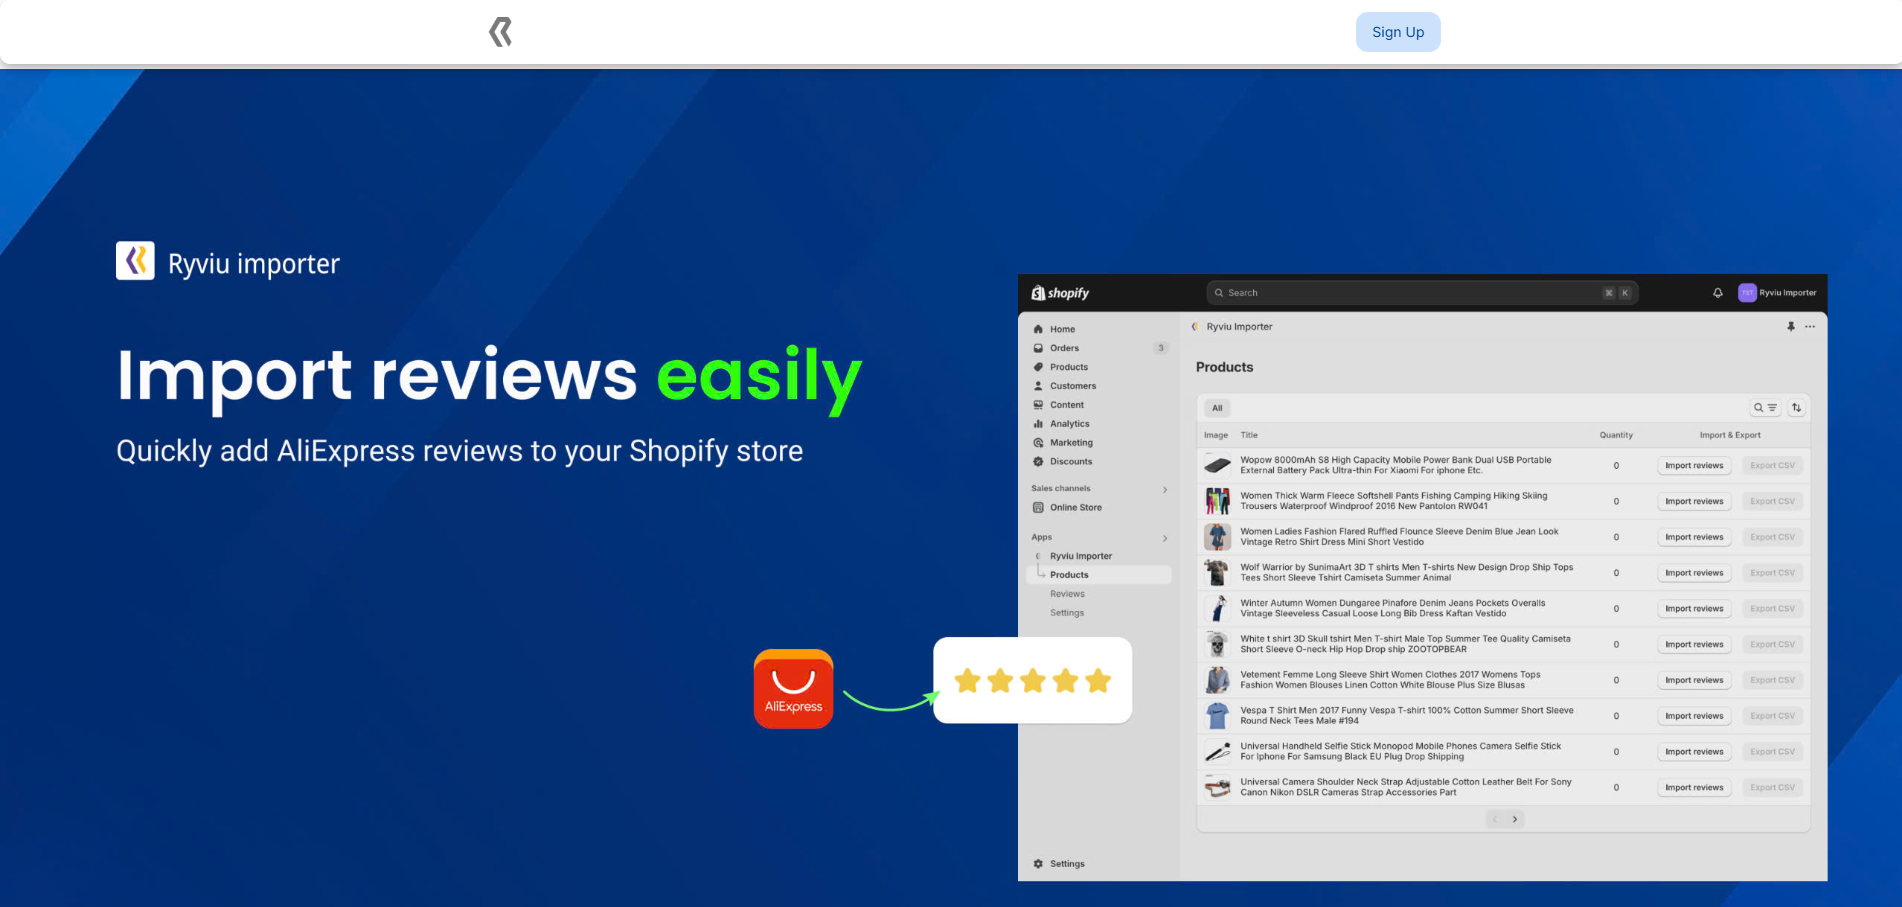 Sign Up
Ryviu importer
Import reviews easily
Quickly add AliExpress reviews to your Shopify store
AliExpress
shopify
Search
⌘ K
Ryviu Importer
Home
Orders 3
Products
Customers
Content
Analytics
Marketing
Discounts
Sales channels
Online Store
Apps
Ryviu Importer
Products
Reviews
Settings
Settings
Ryviu Importer
Products
All
Image Title Quantity Import & Export
Wopow 8000mAh S8 High Capacity Mobile Power Bank Dual USB Portable
External Battery Pack Ultra-thin For Xiaomi For iphone Etc.
0 Import reviews Export CSV
Women Thick Warm Fleece Softshell Pants Fishing Camping Hiking Skiing
Trousers Waterproof Windproof 2016 New Pantolon RW041
0 Import reviews Export CSV
Women Ladies Fashion Flared Ruffled Flounce Sleeve Denim Blue Jean Look
Vintage Retro Shirt Dress Mini Short Vestido
0 Import reviews Export CSV
Wolf Warrior by SunimaArt 3D T shirts Men T-shirts New Design Drop Ship Tops
Tees Short Sleeve Tshirt Camiseta Summer Animal
0 Import reviews Export CSV
Winter Autumn Women Dungaree Pinafore Denim Jeans Pockets Overalls
Vintage Sleeveless Casual Loose Long Bib Dress Kaftan Vestido
0 Import reviews Export CSV
White t shirt 3D Skull tshirt Men T-shirt Male Top Summer Tee Quality Camiseta
Short Sleeve O-neck Hip Hop Drop ship ZOOTOPBEAR
0 Import reviews Export CSV
Vetement Femme Long Sleeve Shirt Women Clothes 2017 Womens Tops
Fashion Women Blouses Linen Cotton White Blouse Plus Size Blusas
0 Import reviews Export CSV
Vespa T Shirt Men 2017 Funny Vespa T-shirt 100% Cotton Summer Short Sleeve
Round Neck Tees Male #194
0 Import reviews Export CSV
Universal Handheld Selfie Stick Monopod Mobile Phones Camera Selfie Stick
For Iphone For Samsung Black EU Plug Drop Shipping
0 Import reviews Export CSV
Universal Camera Shoulder Neck Strap Adjustable Cotton Leather Belt For Sony
Canon Nikon DSLR Cameras Strap Accessories Part
0 Import reviews Export CSV